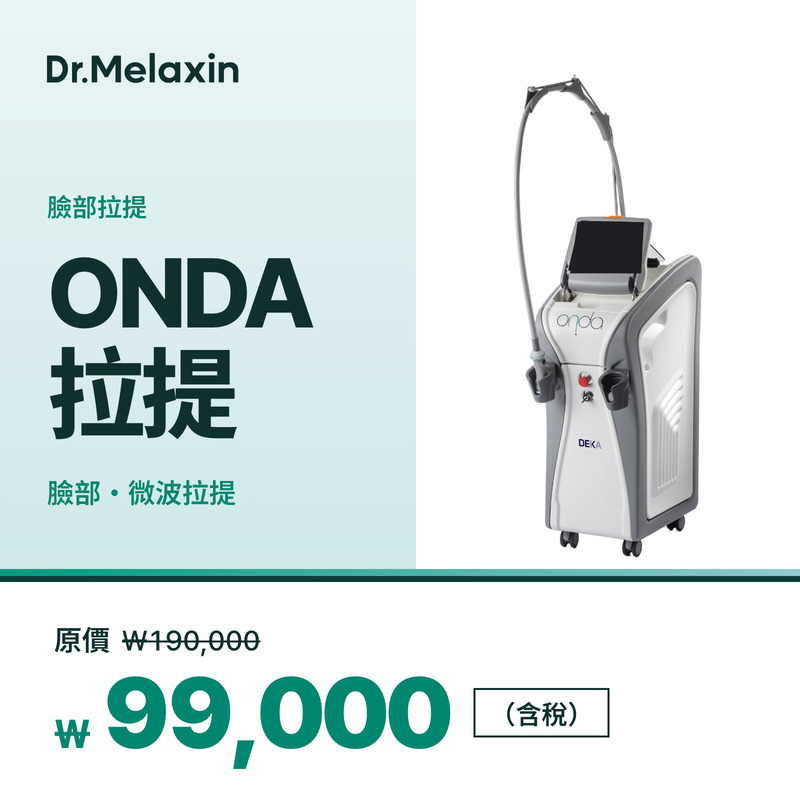 Dr.Melaxin
臉部拉提
ONDA
拉提
臉部・微波拉提
onda
DEKA
原價 ₩190,000
₩99,000 （含稅）